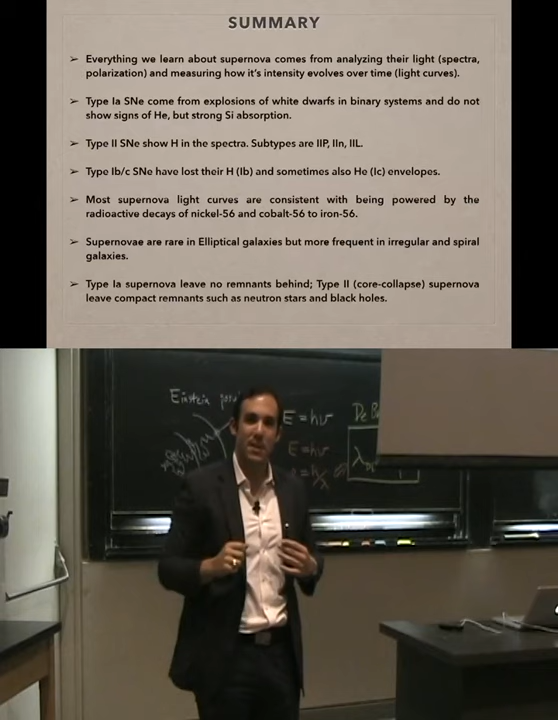 SUMMARY
➢ Everything we learn about supernova comes from analyzing their light (spectra,
polarization) and measuring how it's intensity evolves over time (light curves).
➢ Type Ia SNe come from explosions of white dwarfs in binary systems and do not
show signs of He, but strong Si absorption.
➢ Type II SNe show H in the spectra. Subtypes are IIP, IIn, IIL.
➢ Type Ib/c SNe have lost their H (Ib) and sometimes also He (Ic) envelopes.
➢ Most supernova light curves are consistent with being powered by the
radioactive decays of nickel-56 and cobalt-56 to iron-56.
➢ Supernovae are rare in Elliptical galaxies but more frequent in irregular and spiral
galaxies.
➢ Type Ia supernova leave no remnants behind; Type II (core-collapse) supernova
leave compact remnants such as neutron stars and black holes.
Einstein
E = hν
De
E = hν